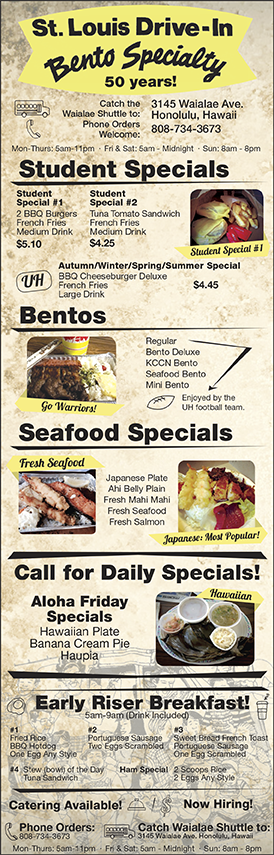 St. Louis Drive-In
Bento Specialty
50 years!
Catch the
Waialae Shuttle to:
Phone Orders
Welcome:
3145 Waialae Ave.
Honolulu, Hawaii
808-734-3673
Mon-Thurs: 5am-11pm · Fri & Sat: 5am - Midnight · Sun: 8am - 8pm
Student Specials
Student
Special #1
2 BBQ Burgers
French Fries
Medium Drink
$5.10
Student
Special #2
Tuna Tomato Sandwich
French Fries
Medium Drink
$4.25
Student Special #1
UH
Autumn/Winter/Spring/Summer Special
BBQ Cheeseburger Deluxe
French Fries
Large Drink
$4.45
Bentos
Go Warriors!
Regular
Bento Deluxe
KCCN Bento
Seafood Bento
Mini Bento
Enjoyed by the
UH football team.
Seafood Specials
Fresh Seafood
Japanese Plate
Ahi Belly Plain
Fresh Mahi Mahi
Fresh Seafood
Fresh Salmon
Japanese: Most Popular!
Call for Daily Specials!
Aloha Friday
Specials
Hawaiian Plate
Banana Cream Pie
Haupia
Hawaiian
Early Riser Breakfast!
5am-9am (Drink Included)
#1
Fried Rice
BBQ Hotdog
One Egg Any Style
#2
Portuguese Sausage
Two Eggs Scrambled
#3
Sweet Bread French Toast
Portuguese Sausage
One Egg Scrambled
#4 Stew (bowl) of the Day
Tuna Sandwich
Ham Special
2 Scoops Rice
2 Eggs Any Style
Catering Available!
Now Hiring!
Phone Orders:
808-734-3673
Catch Waialae Shuttle to:
3145 Waialae Ave. Honolulu, Hawaii
Mon-Thurs: 5am-11pm · Fri & Sat: 5am - Midnight · Sun: 8am - 8pm